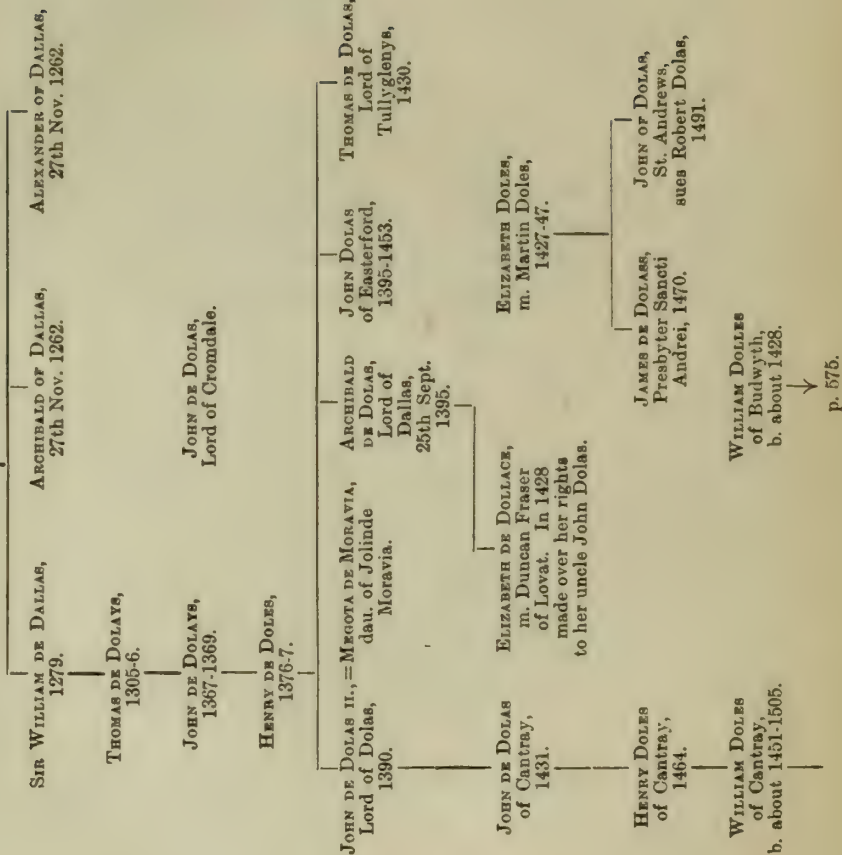 SIR WILLIAM DE DALLAS,
1279.
ARCHIBALD OF DALLAS,
27th Nov. 1262.
ALEXANDER OF DALLAS,
27th Nov. 1262.
THOMAS DE DOLAYS,
1305-6.
JOHN DE DOLAYS,
1367-1369.
JOHN DE DOLAS,
Lord of Cromdale.
HENRY DE DOLES,
1376-7.
JOHN DE DOLAS II., = MEGOTA DE MORAVIA,
Lord of Dolas,
1390.
dau. of Jolinde
Moravia.
ARCHIBALD
DE DOLAS,
Lord of
Dallas,
25th Sept.
1395.
JOHN DOLAS
of Easterford,
1395-1453.
THOMAS DE DOLAS,
Lord of
Tullyglenys,
1430.
JOHN DE DOLAS
of Cantray,
1431.
ELIZABETH DE DOLLACE,
m. Duncan Fraser
of Lovat. In 1428
made over her rights
to her uncle John Dolas.
ELIZABETH DOLES,
m. Martin Doles,
1427-47.
HENRY DOLES
of Cantray,
1464.
JAMES DE DOLASS,
Presbyter Sancti
Andrei, 1470.
JOHN OF DOLAS,
St. Andrews,
sues Robert Dolas,
1491.
WILLIAM DOLES
of Cantray,
b. about 1451-1505.
WILLIAM DOLLES
of Budwyth,
b. about 1428.
p. 575.